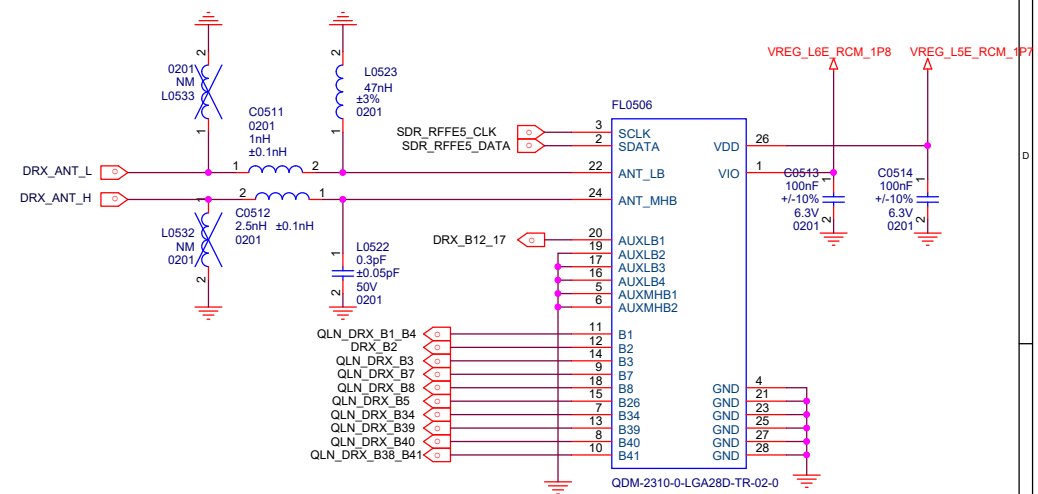 VREG_L6E_RCM_1P8
VREG_L5E_RCM_1P7
2
2
0201
NM
L0533
1
L0523
47nH
±3%
0201
1
C0511
0201
1nH
±0.1nH
FL0506
SDR_RFFE5_CLK 3 SCLK
SDR_RFFE5_DATA 2 SDATA
VDD 26
DRX_ANT_L 1 2 22 ANT_LB
VIO 1
D
DRX_ANT_H 2 1 24 ANT_MHB
C0513
100nF
+/-10%
6.3V
0201
1
2
C0514
100nF
+/-10%
6.3V
0201
1
2
1
L0532
NM
0201
2
C0512
2.5nH ±0.1nH
0201
1
L0522
0.3pF
±0.05pF
50V
0201
2
DRX_B12_17 20 AUXLB1
19 AUXLB2
17 AUXLB3
16 AUXLB4
5 AUXMHB1
6 AUXMHB2
QLN_DRX_B1_B4 11 B1
DRX_B2 12 B2
QLN_DRX_B3 14 B3
QLN_DRX_B7 9 B7
QLN_DRX_B8 18 B8
QLN_DRX_B5 15 B26
QLN_DRX_B34 7 B34
QLN_DRX_B39 13 B39
QLN_DRX_B40 8 B40
QLN_DRX_B38_B41 10 B41
GND 4
GND 21
GND 23
GND 25
GND 27
GND 28
QDM-2310-0-LGA28D-TR-02-0